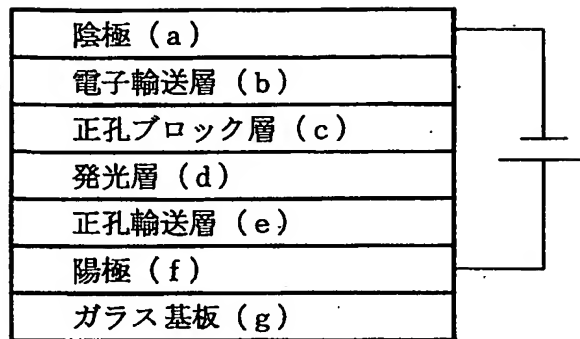 陰極 (a)
電子輸送層 (b)
正孔ブロック層 (c)
発光層 (d)
正孔輸送層 (e)
陽極 (f)
ガラス基板 (g)